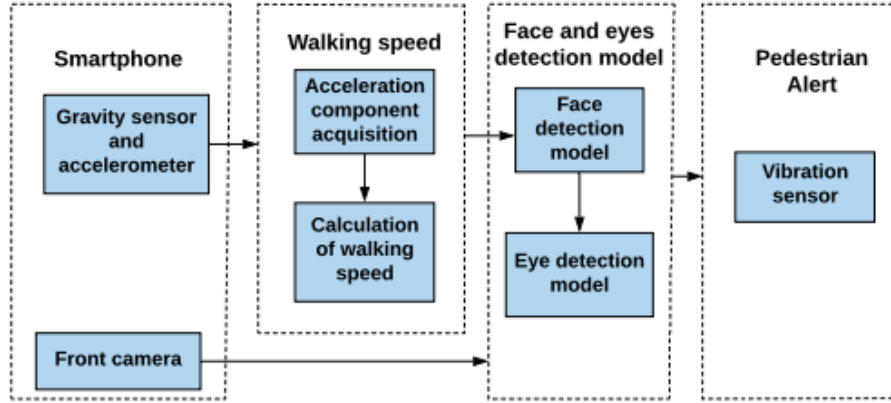 Smartphone
Gravity sensor
and
accelerometer
Front camera
Walking speed
Acceleration
component
acquisition
Calculation
of walking
speed
Face and eyes
detection model
Face
detection
model
Eye detection
model
Pedestrian
Alert
Vibration
sensor